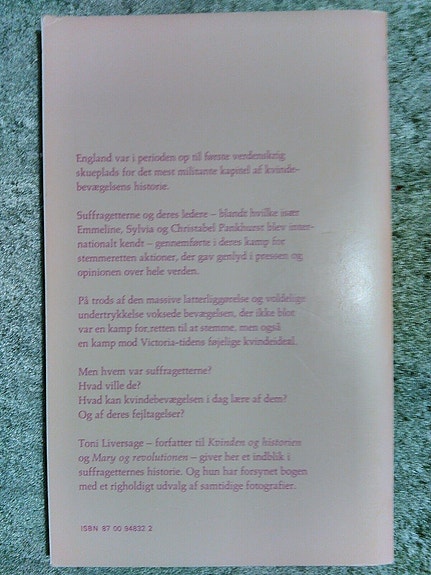 England var i perioden op til første verdenskrig
skueplads for det mest militante kapitel af kvinde-
bevægelsens historie.
Suffragetterne og deres ledere – blandt hvilke især
Emmeline, Sylvia og Christabel Pankhurst blev inter-
nationalt kendt – gennemførte i deres kamp for
stemmeretten aktioner, der gav genlyd i pressen og
opinionen over hele verden.
På trods af den massive latterliggørelse og voldelige
undertrykkelse voksede bevægelsen, der ikke blot
var en kamp for retten til at stemme, men også
en kamp mod Victoria-tidens føjelige kvindeideal.
Men hvem var suffragetterne?
Hvad ville de?
Hvad kan kvindebevægelsen i dag lære af dem?
Og af deres fejltagelser?
Toni Liversage – forfatter til Kvinden og historien
og Mary og revolutionen – giver her et indblik i
suffragetternes historie. Og hun har forsynet bogen
med et righoldigt udvalg af samtidige fotografier.
ISBN 87 00 94832 2